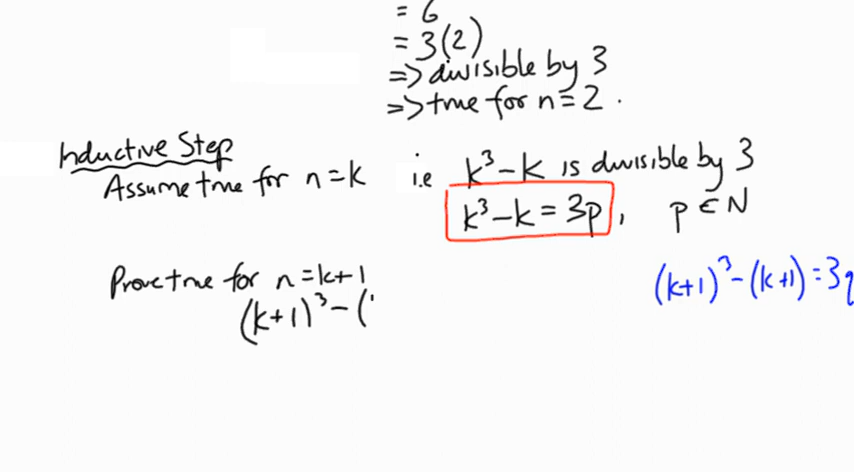 = 6
= 3(2)
=> divisible by 3
=> true for n=2.
Inductive Step
Assume true for n=k i.e k³-k is divisible by 3
k³-k=3p, p∈N
Prove true for n=k+1
(k+1)³-(k+1)=3q
(k+1)³-(